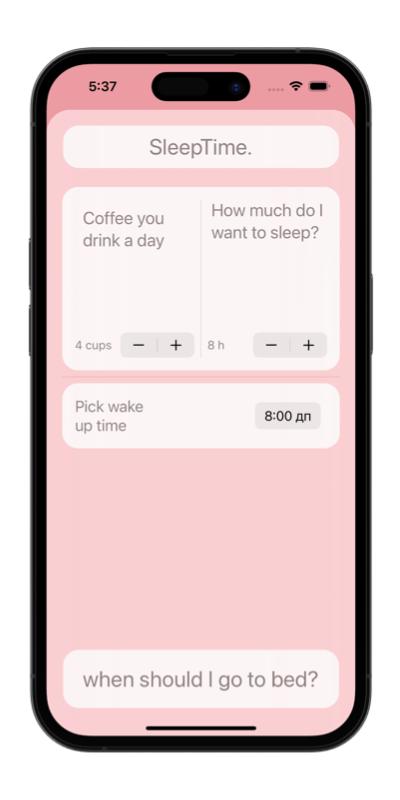 5:37
SleepTime.
Coffee you
drink a day
How much do I
want to sleep?
4 cups
− +
8 h
− +
Pick wake
up time
8:00 дп
when should I go to bed?